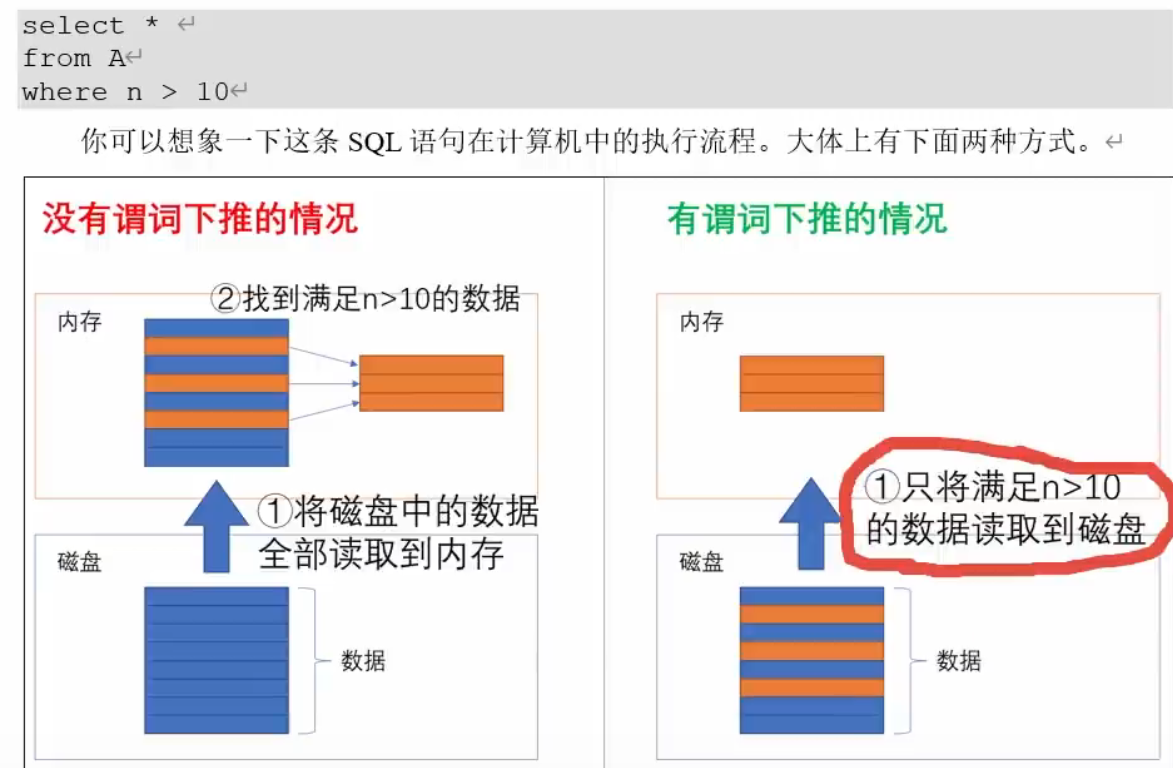 select * ↵
from A↵
where n > 10↵
你可以想象一下这条 SQL 语句在计算机中的执行流程。大体上有下面两种方式。↵
没有谓词下推的情况
②找到满足n>10的数据
内存
①将磁盘中的数据
全部读取到内存
磁盘
数据
有谓词下推的情况
内存
①只将满足n>10
的数据读取到磁盘
磁盘
数据